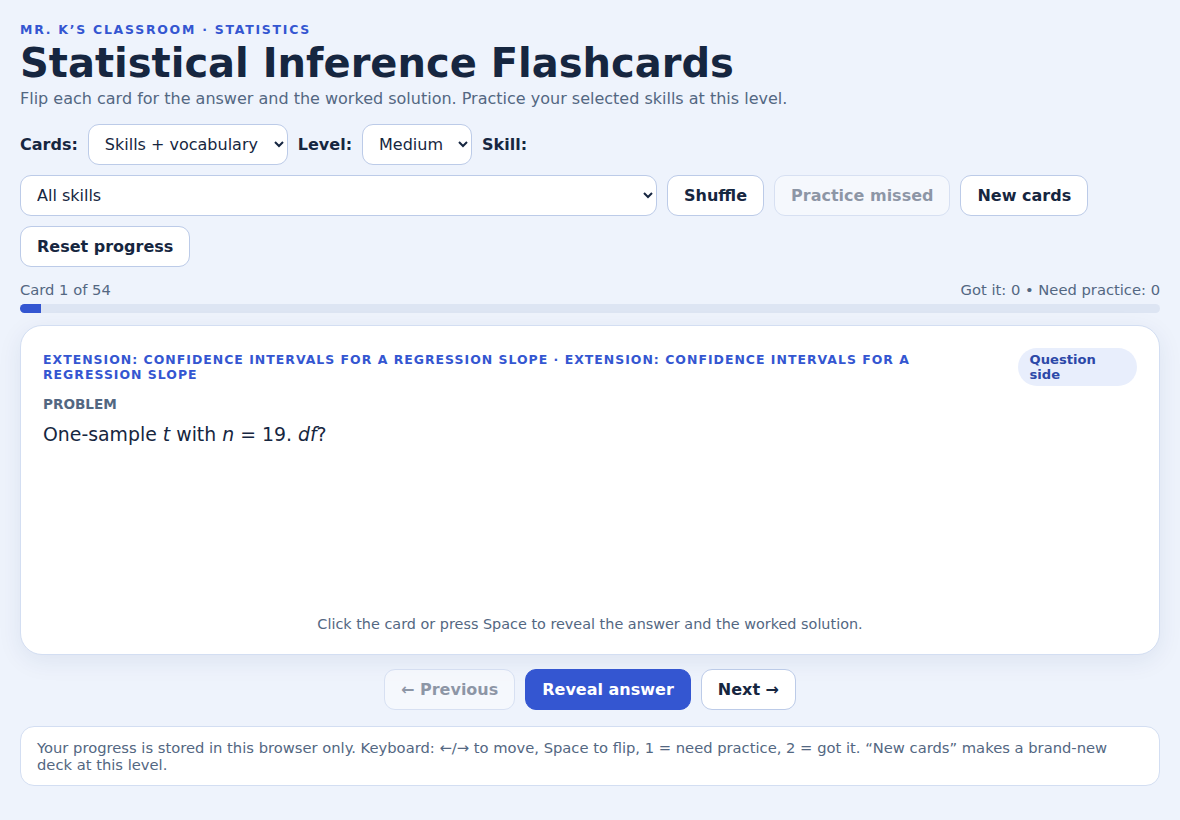 MR. K’S CLASSROOM · STATISTICS
Statistical Inference Flashcards
Flip each card for the answer and the worked solution. Practice your selected skills at this level.
Cards: Skills + vocabulary Level: Medium Skill:
All skills Shuffle Practice missed New cards
Reset progress
Card 1 of 54 Got it: 0 • Need practice: 0
EXTENSION: CONFIDENCE INTERVALS FOR A REGRESSION SLOPE · EXTENSION: CONFIDENCE INTERVALS FOR A
REGRESSION SLOPE
Question
side
PROBLEM
One-sample t with n = 19. df?
Click the card or press Space to reveal the answer and the worked solution.
← Previous Reveal answer Next →
Your progress is stored in this browser only. Keyboard: ←/→ to move, Space to flip, 1 = need practice, 2 = got it. “New cards” makes a brand-new
deck at this level.